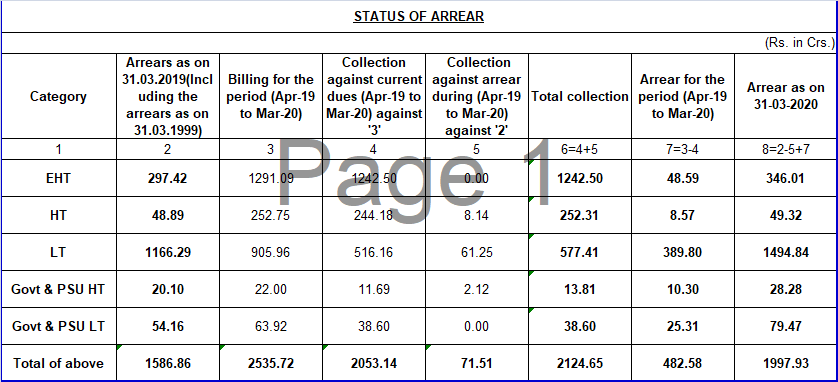 STATUS OF ARREAR
(Rs. in Crs.)
Category
Arrears as on
31.03.2019(Incl
uding the
arrears as on
31.03.1999)
Billing for the
period (Apr-19
to Mar-20)
Collection
against current
dues (Apr-19 to
Mar-20) against
'3'
Collection
against arrear
during (Apr-19
to Mar-20)
against '2'
Total collection
Arrear for the
period (Apr-19
to Mar-20)
Arrear as on
31-03-2020
1 2 3 4 5 6=4+5 7=3-4 8=2-5+7
EHT 297.42 1291.09 1242.50 0.00 1242.50 48.59 346.01
HT 48.89 252.75 244.18 8.14 252.31 8.57 49.32
LT 1166.29 905.96 516.16 61.25 577.41 389.80 1494.84
Govt & PSU HT 20.10 22.00 11.69 2.12 13.81 10.30 28.28
Govt & PSU LT 54.16 63.92 38.60 0.00 38.60 25.31 79.47
Total of above 1586.86 2535.72 2053.14 71.51 2124.65 482.58 1997.93
Page 1